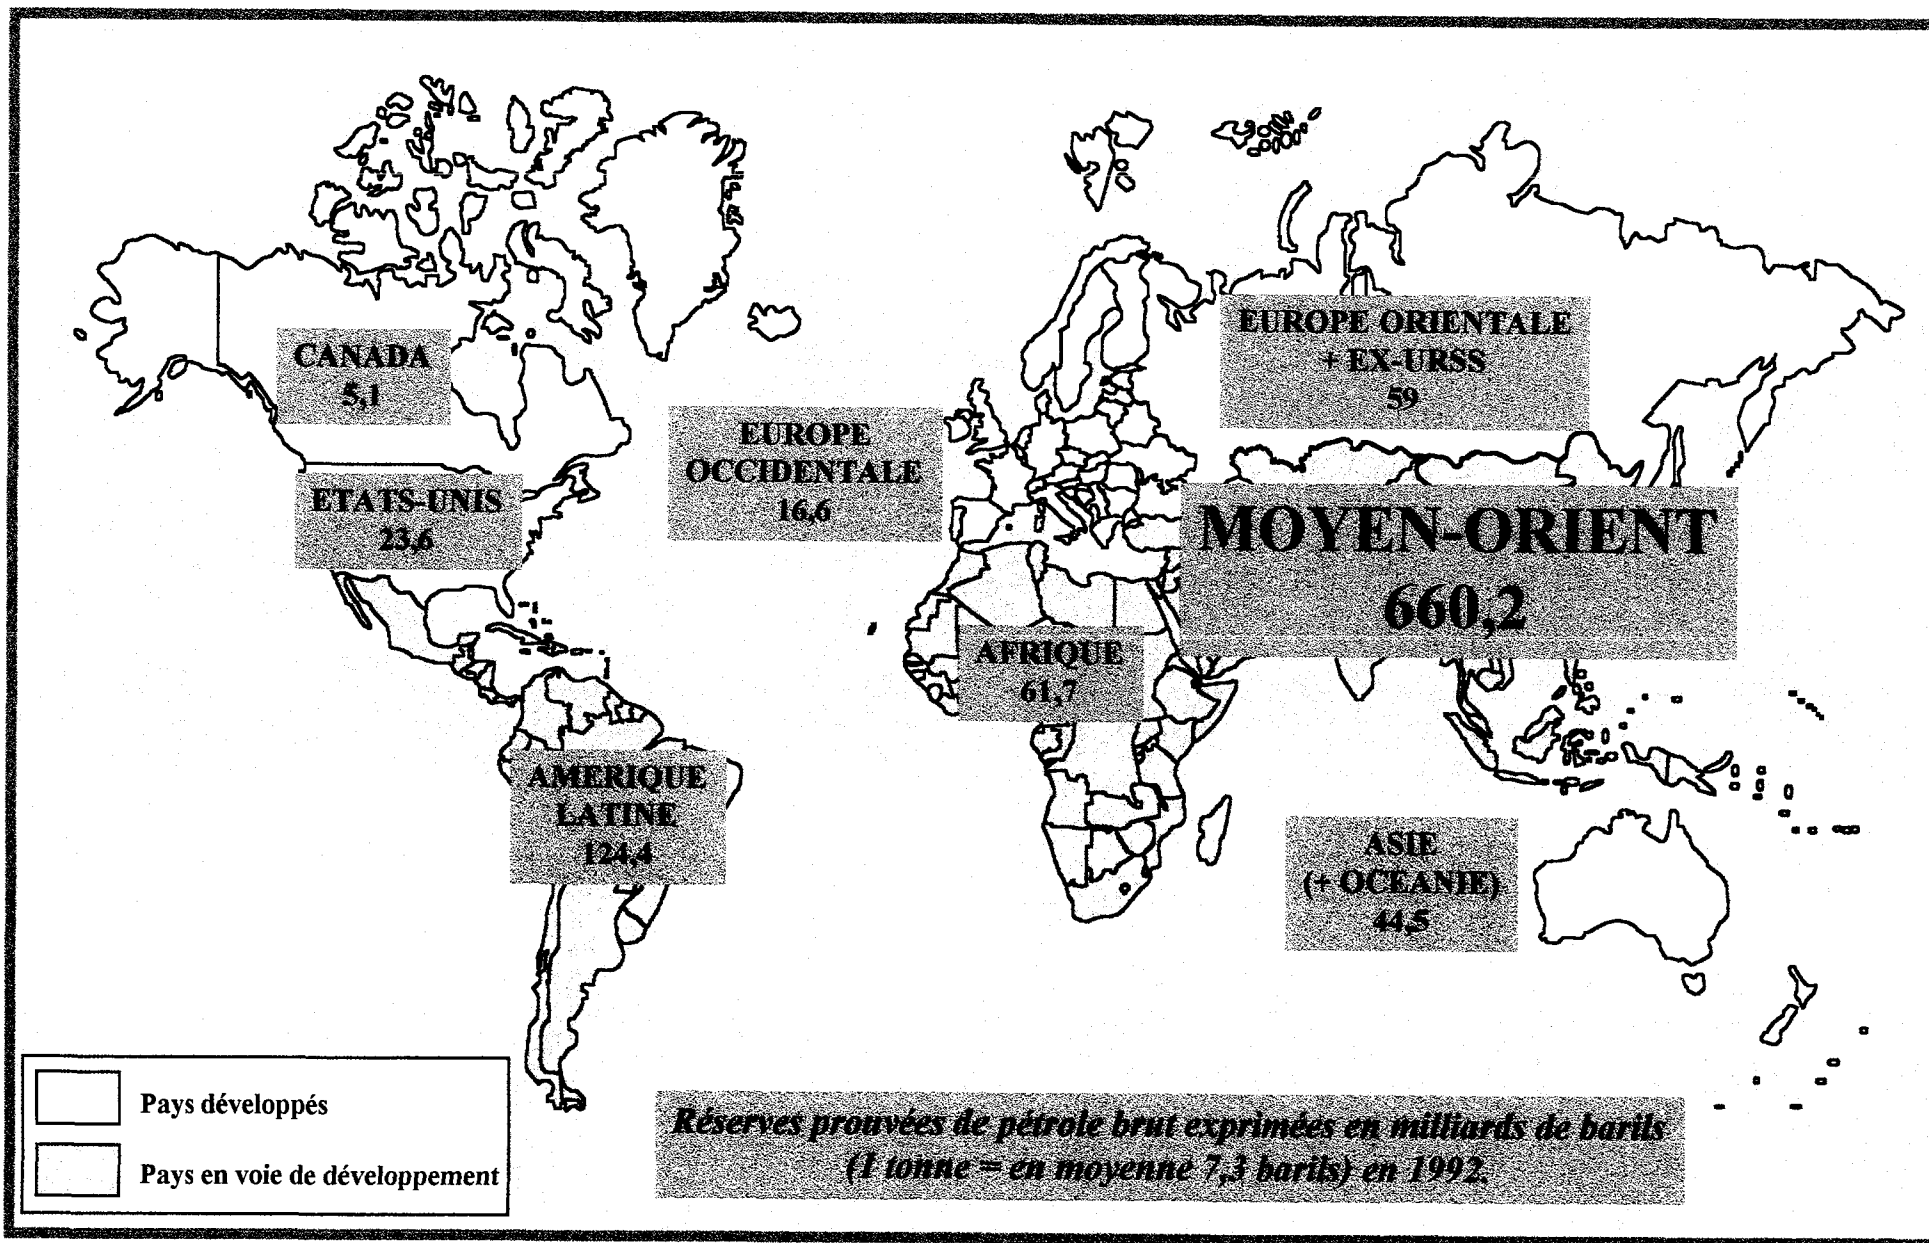 CANADA
5,1
ETATS-UNIS
23,6
EUROPE
OCCIDENTALE
16,6
EUROPE ORIENTALE
+ EX-URSS
59
MOYEN-ORIENT
660,2
AFRIQUE
61,7
AMERIQUE
LATINE
124,4
ASIE
(+ OCEANIE)
44,5
Pays développés
Pays en voie de développement
Réserves prouvées de pétrole brut exprimées en milliards de barils
(1 tonne = en moyenne 7,3 barils) en 1992.